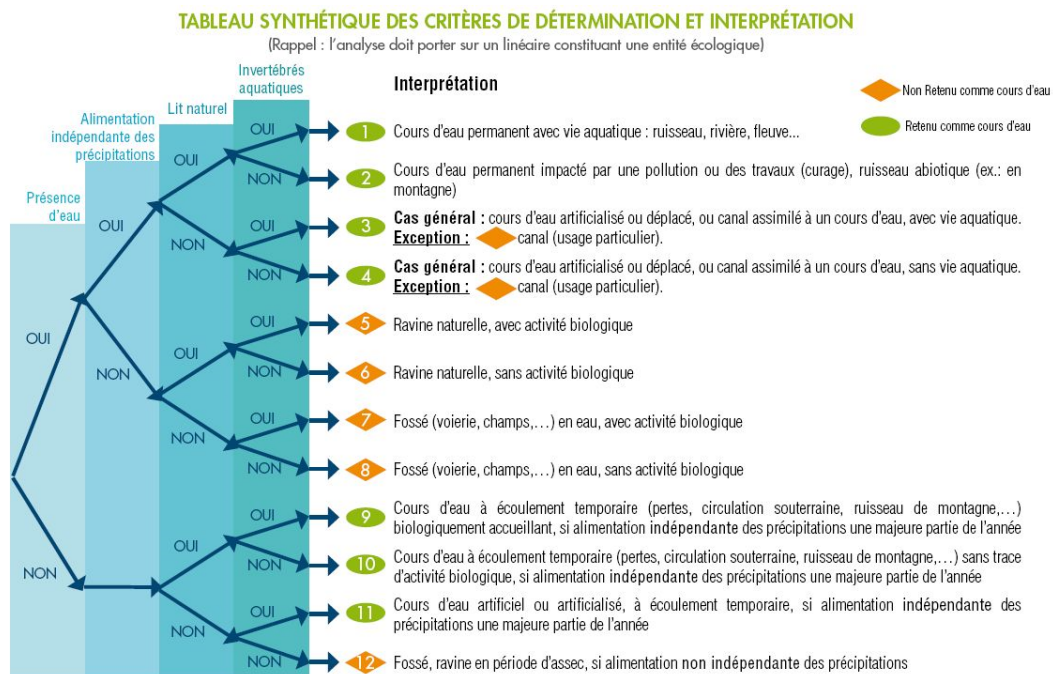 TABLEAU SYNTHÉTIQUE DES CRITÈRES DE DÉTERMINATION ET INTERPRÉTATION
(Rappel : l'analyse doit porter sur un linéaire constituant une entité écologique)
Présence
d'eau
Alimentation
indépendante des
précipitations
Lit naturel
Invertébrés
aquatiques
Interprétation
Non Retenu comme cours d'eau
Retenu comme cours d'eau
OUI
NON
OUI
NON
OUI
NON
OUI
NON
OUI
NON
OUI
NON
OUI
1 Cours d'eau permanent avec vie aquatique : ruisseau, rivière, fleuve...
NON
2 Cours d'eau permanent impacté par une pollution ou des travaux (curage), ruisseau abiotique (ex.: en
montagne)
OUI
3 Cas général : cours d'eau artificialisé ou déplacé, ou canal assimilé à un cours d'eau, avec vie aquatique.
Exception : canal (usage particulier).
NON
4 Cas général : cours d'eau artificialisé ou déplacé, ou canal assimilé à un cours d'eau, sans vie aquatique.
Exception : canal (usage particulier).
OUI
5 Ravine naturelle, avec activité biologique
NON
6 Ravine naturelle, sans activité biologique
OUI
7 Fossé (voierie, champs,...) en eau, avec activité biologique
NON
8 Fossé (voierie, champs,...) en eau, sans activité biologique
OUI
9 Cours d'eau à écoulement temporaire (pertes, circulation souterraine, ruisseau de montagne,...)
biologiquement accueillant, si alimentation indépendante des précipitations une majeure partie de l'année
NON
10 Cours d'eau à écoulement temporaire (pertes, circulation souterraine, ruisseau de montagne,...) sans trace
d'activité biologique, si alimentation indépendante des précipitations une majeure partie de l'année
OUI
11 Cours d'eau artificiel ou artificialisé, à écoulement temporaire, si alimentation indépendante des
précipitations une majeure partie de l'année
NON
12 Fossé, ravine en période d'assec, si alimentation non indépendante des précipitations